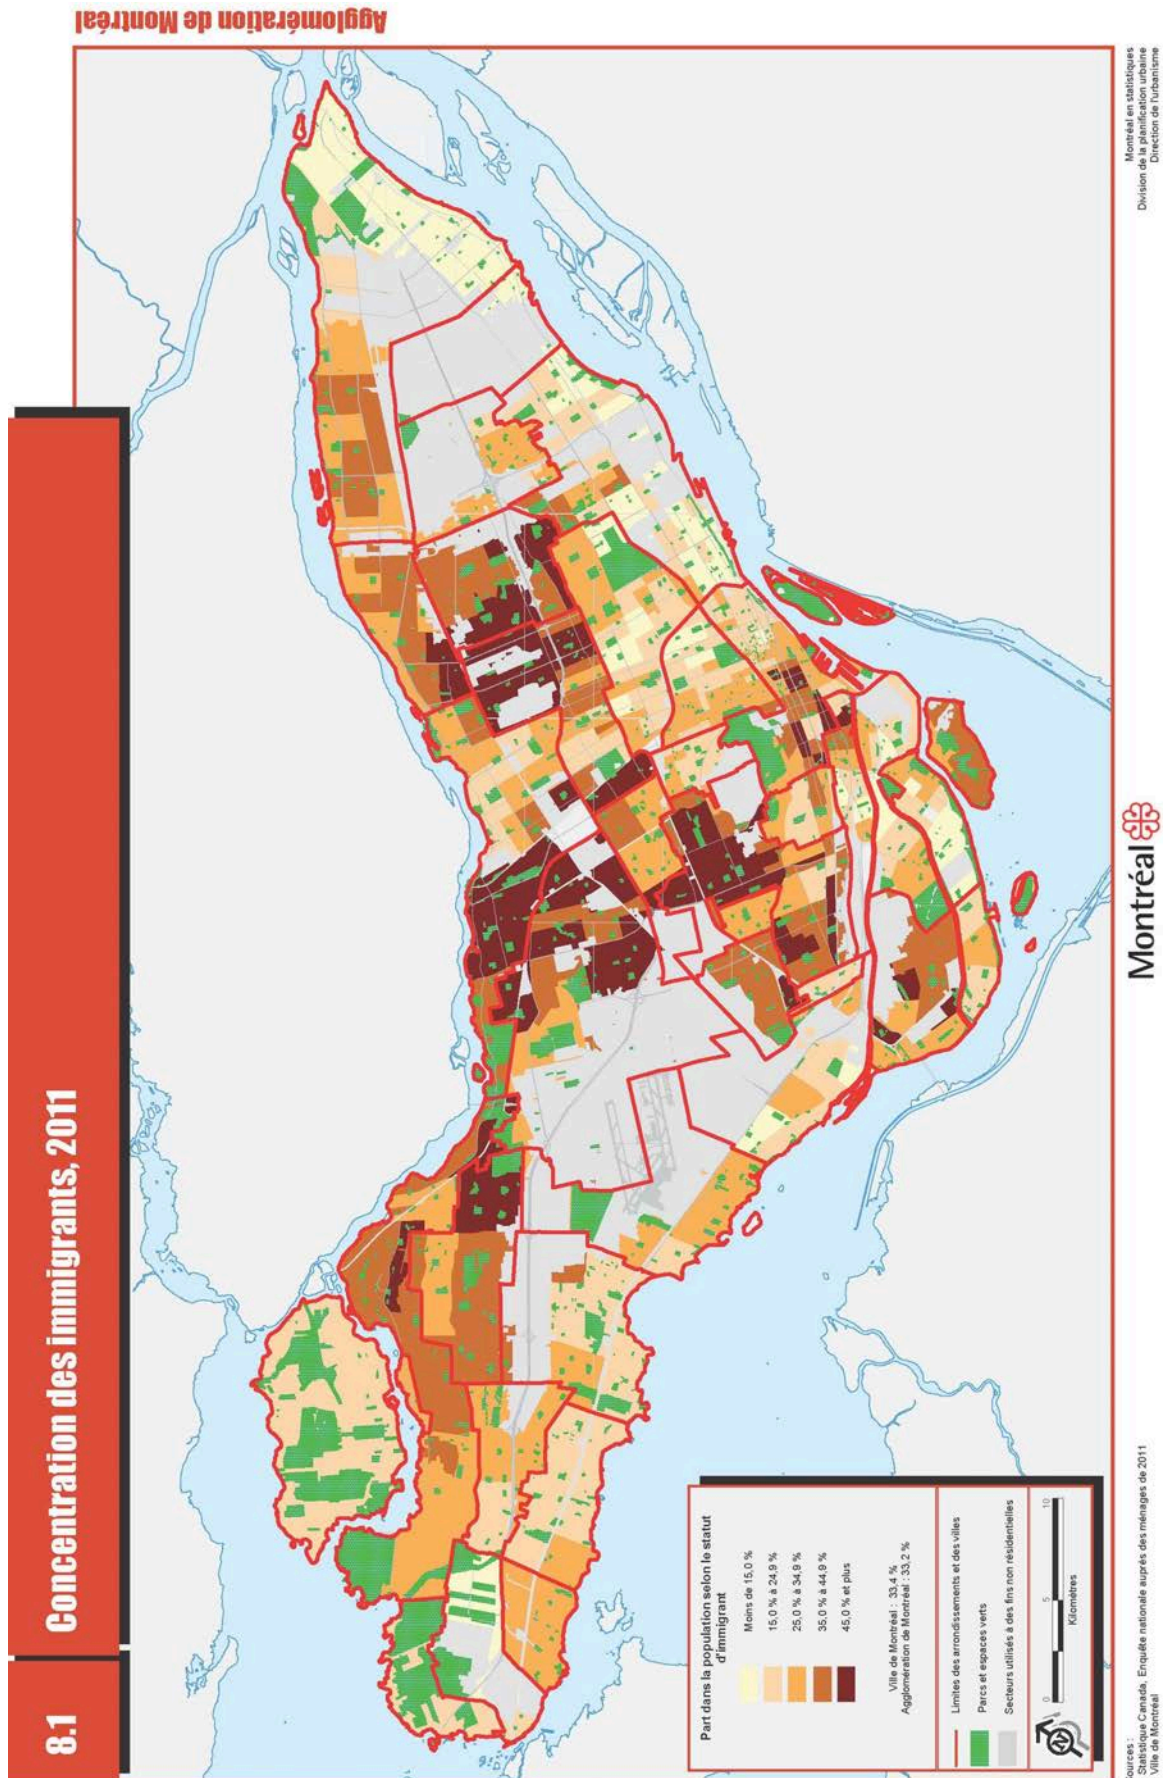 8.1
Concentration des immigrants, 2011
Agglomération de Montréal
Part dans la population selon le statut
d'immigrant
Moins de 15,0 %
15,0 % à 24,9 %
25,0 % à 34,9 %
35,0 % à 44,9 %
45,0 % et plus
Ville de Montréal : 33,4 %
Agglomération de Montréal : 33,2 %
Limites des arrondissements et des villes
Parcs et espaces verts
Secteurs utilisés à des fins non résidentielles
N
0 5 10
Kilomètres
Sources :
Statistique Canada, Enquête nationale auprès des ménages de 2011
Ville de Montréal
Montréal
Montréal en statistiques
Division de la planification urbaine
Direction de l'urbanisme